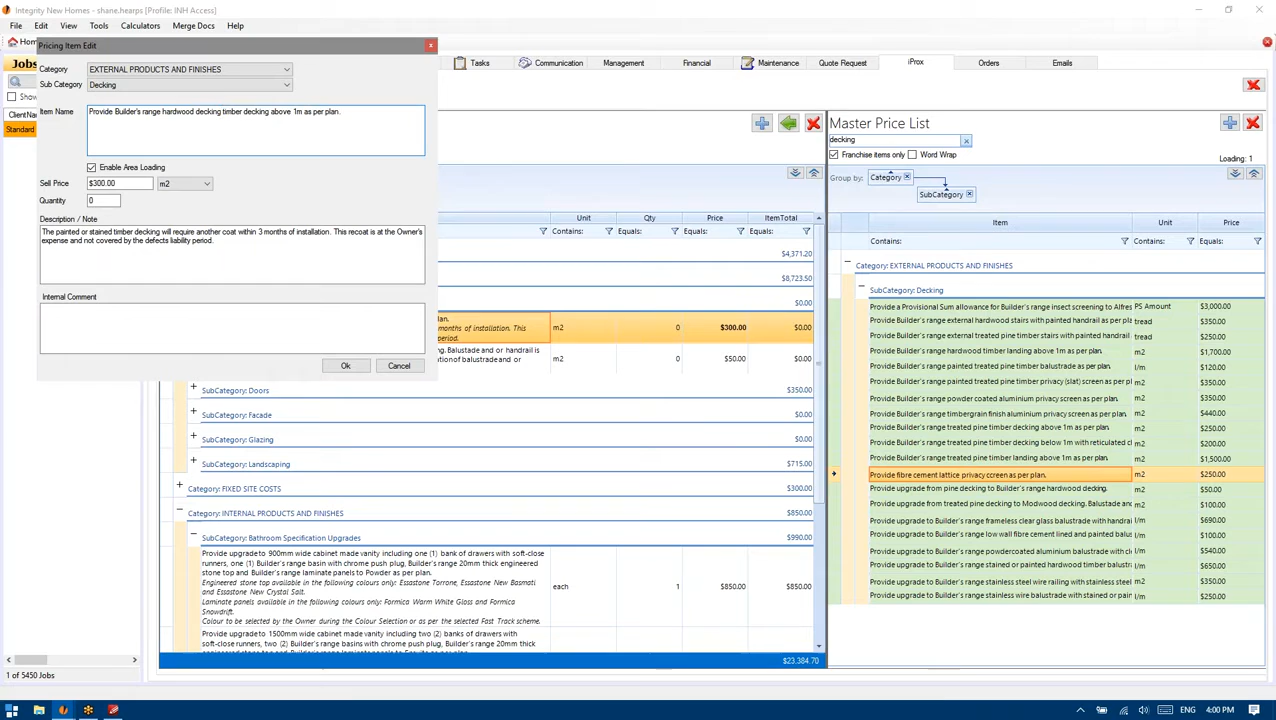 Integrity New Homes - shane.hearps - [Profile: INH Access]
File Edit View Tools Calculators Merge Docs Help
Hom
Pricing Item Edit
Jobs
Tasks Communication Management Financial Maintenance Quote Request iProx Orders Emails
Show
ClientNam
Standard
Category EXTERNAL PRODUCTS AND FINISHES
Sub Category Decking
Item Name Provide Builder's range hardwood decking timber decking above 1m as per plan.
Enable Area Loading
Sell Price $300.00 m2
Quantity 0
Description / Note
The painted or stained timber decking will require another coat within 3 months of installation. This recoat is at the Owner's
expense and not covered by the defects liability period.
Internal Comment
Ok Cancel
Unit Qty Price ItemTotal
Contains: Equals: Equals: Equals:
$4,371.20
$8,723.50
$0.00
lan.
months of installation. This m2 0 $300.00 $0.00
eriod.
g. Balustade and or handrail is
ation of balustrade and or m2 0 $50.00 $0.00
SubCategory: Doors $350.00
SubCategory: Facade $0.00
SubCategory: Glazing $0.00
SubCategory: Landscaping $715.00
Category: FIXED SITE COSTS $300.00
Category: INTERNAL PRODUCTS AND FINISHES $850.00
SubCategory: Bathroom Specification Upgrades $990.00
Provide upgrade to 900mm wide cabinet made vanity including one (1) bank of drawers with soft-close
runners, one (1) Builder's range basin with chrome push plug, Builder's range 20mm thick engineered
stone top and Builder's range laminate panels to Powder as per plan.
Engineered stone top available in the following colours only: Essastone Torrone, Essastone New Basmati
and Essastone New Crystal Salt.
Laminate panels available in the following colours only: Formica Warm White Gloss and Formica
Snowdrift.
Colour to be selected by the Owner during the Colour Selection or as per the selected Fast Track scheme.
each 1 $850.00 $850.00
Provide upgrade to 1500mm wide cabinet made vanity including two (2) banks of drawers with
soft-close runners, two (2) Builder's range basins with chrome push plug, Builder's range 20mm thick
$23,384.70
Master Price List
decking
Franchise items only Word Wrap
Loading: 1
Group by: Category
SubCategory
Item Unit Price
Contains: Contains: Equals:
Category: EXTERNAL PRODUCTS AND FINISHES
SubCategory: Decking
Provide a Provisional Sum allowance for Builder's range insect screening to Alfres PS Amount $3,000.00
Provide Builder's range external hardwood stairs with painted handrail as per plan tread $350.00
Provide Builder's range external treated pine timber stairs with painted handrail tread $250.00
Provide Builder's range hardwood timber landing above 1m as per plan. m2 $1,700.00
Provide Builder's range painted treated pine timber balustrade as per plan. l/m $120.00
Provide Builder's range painted treated pine timber privacy (slat) screen as per pl m2 $350.00
Provide Builder's range powder coated aluminium privacy screen as per plan. m2 $400.00
Provide Builder's range timbergrain finish aluminium privacy screen as per plan. m2 $440.00
Provide Builder's range treated pine timber decking above 1m as per plan. m2 $250.00
Provide Builder's range treated pine timber decking below 1m with reticulated c m2 $200.00
Provide Builder's range treated pine timber landing above 1m as per plan. m2 $1,500.00
Provide fibre cement lattice privacy ccreen as per plan. m2 $250.00
Provide upgrade from pine decking to Builder's range hardwood decking. m2 $50.00
Provide upgrade from treated pine decking to Modwood decking. Balustade and m2 $100.00
Provide upgrade to Builder's range frameless clear glass balustrade with handrai l/m $690.00
Provide upgrade to Builder's range low wall fibre cement lined and painted balus l/m $100.00
Provide upgrade to Builder's range powdercoated aluminium balustrade with cl l/m $540.00
Provide upgrade to Builder's range stained or painted hardwood timber balustra l/m $100.00
Provide upgrade to Builder's range stainless steel wire railing with stainless steel l/m $350.00
Provide upgrade to Builder's range stainless wire balustrade with stained or pain l/m $250.00
1 of 5450 Jobs
ENG 4:00 PM